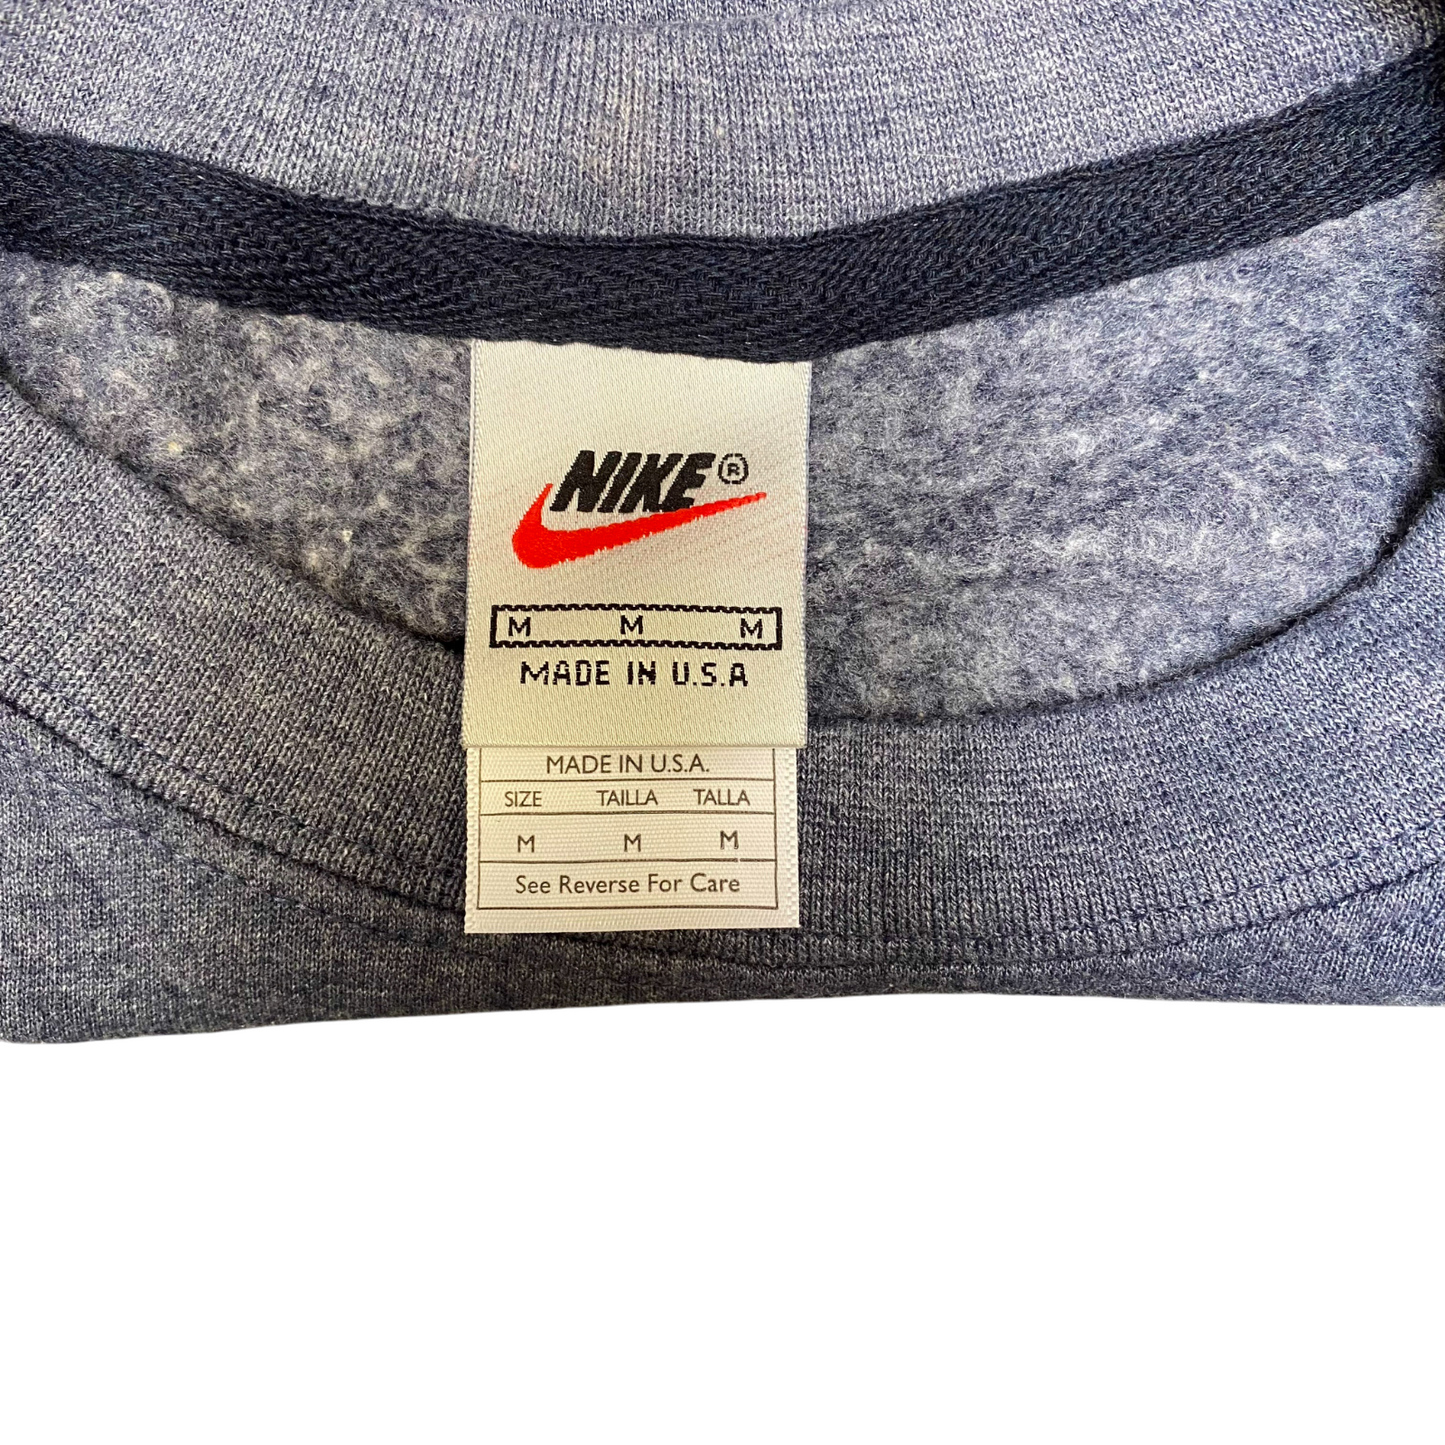 NIKE®
M M M
MADE IN U.S.A
MADE IN U.S.A.
SIZE TAILLA TALLA
M M M
See Reverse For Care